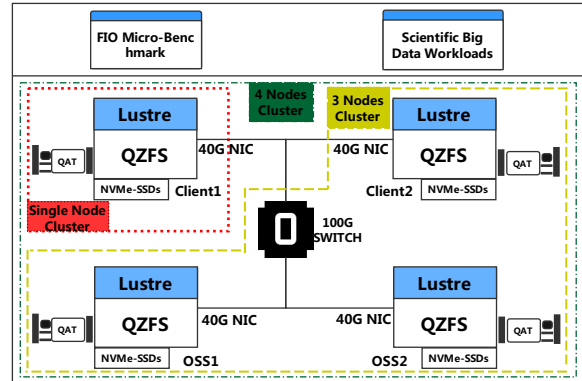 FIO Micro-Benc
hmark
Scientific Big
Data Workloads
4 Nodes
Cluster
3 Nodes
Cluster
Lustre
QZFS
QAT
NVMe-SSDs
Client1
40G NIC
Single Node
Cluster
Lustre
QZFS
QAT
NVMe-SSDs
Client2
40G NIC
100G
SWITCH
Lustre
QZFS
QAT
NVMe-SSDs
OSS1
40G NIC
Lustre
QZFS
QAT
NVMe-SSDs
OSS2
40G NIC